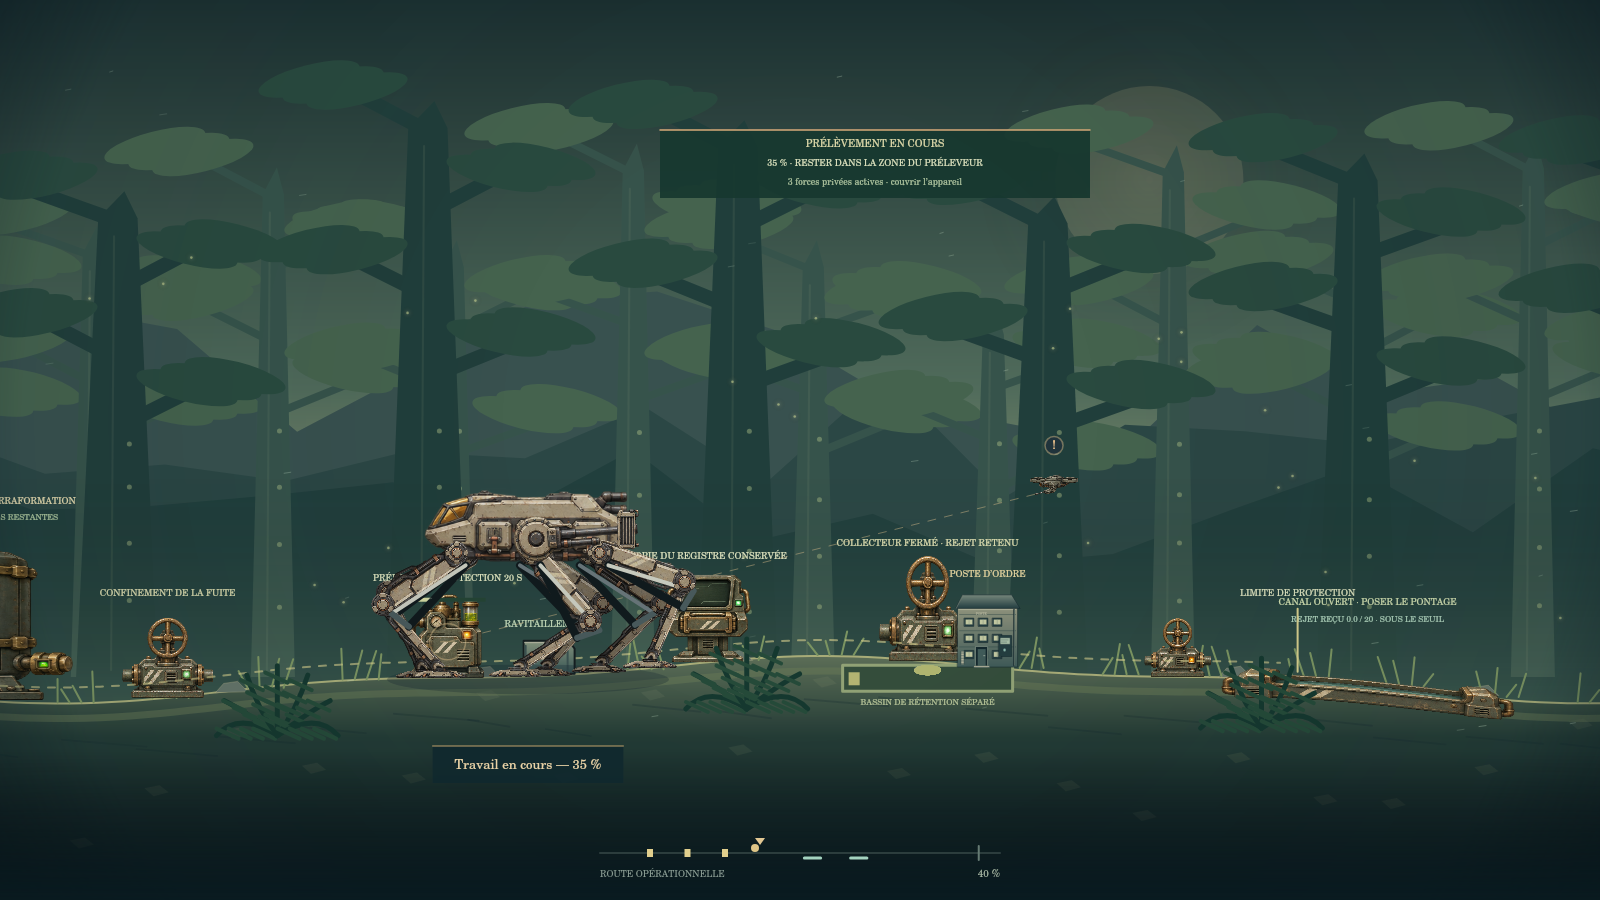 PRÉLÈVEMENT EN COURS
35 % · RESTER DANS LA ZONE DU PRÉLEVEUR
3 forces privées actives · couvrir l'appareil
RRAFORMATION
S RESTANTES
CONFINEMENT DE LA FUITE
PRÉ
TECTION 20 S
PIE DU REGISTRE CONSERVÉE
RAVITAILLE
COLLECTEUR FERMÉ · REJET RETENU
POSTE D'ORDRE
BASSIN DE RÉTENTION SÉPARÉ
LIMITE DE PROTECTION
CANAL OUVERT · POSER LE PONTAGE
REJET REÇU 0.0 / 20 · SOUS LE SEUIL
Travail en cours — 35 %
ROUTE OPÉRATIONNELLE
40 %